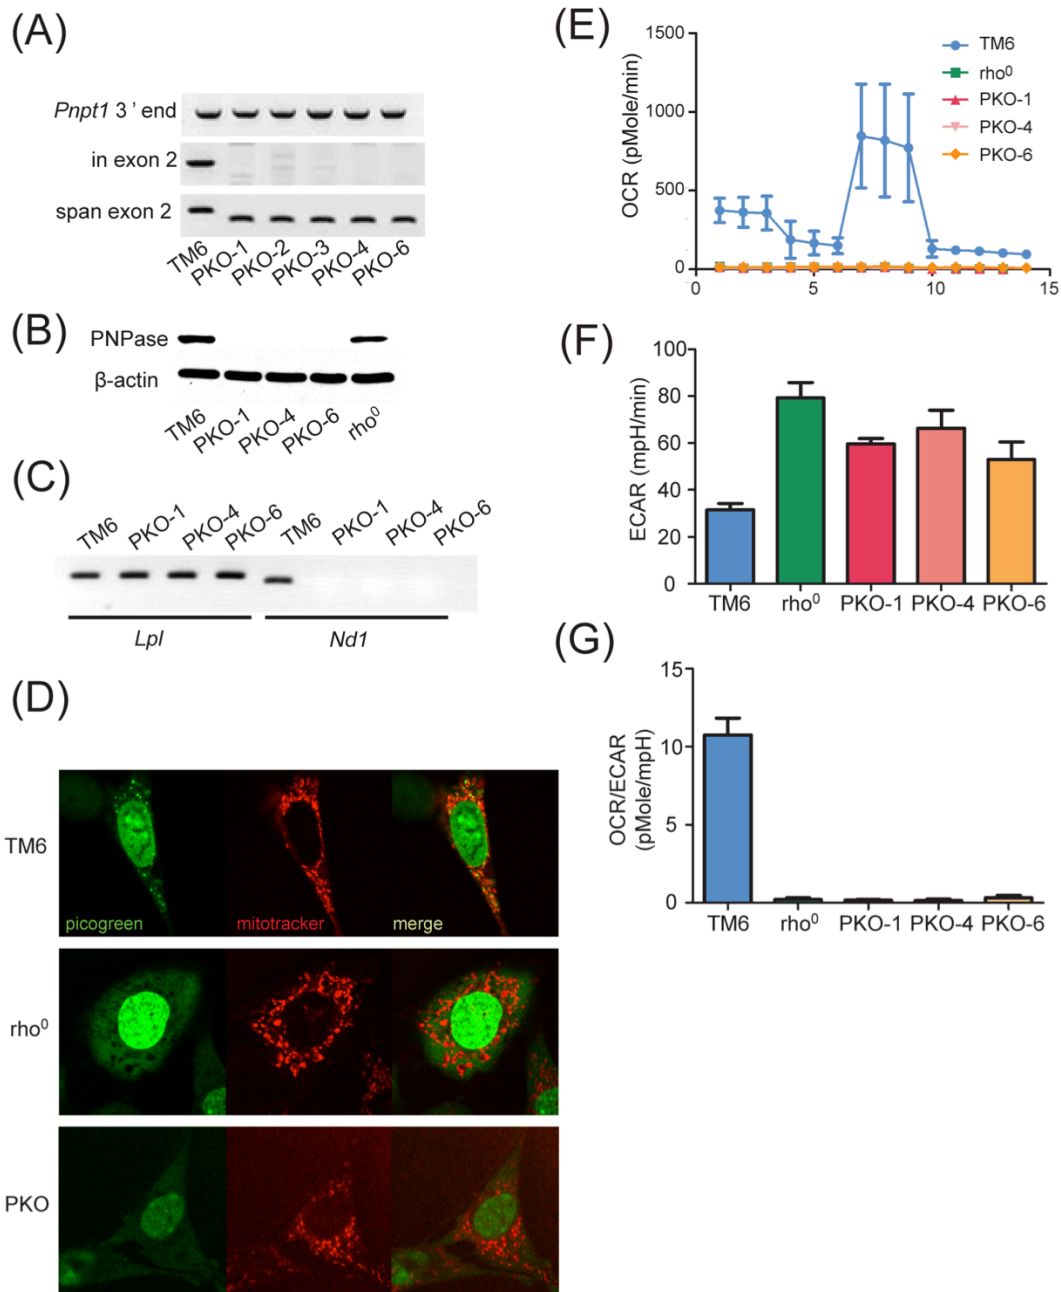 (A)
Pnpt1 3 ' end
in exon 2
span exon 2
TM6 PKO-1 PKO-2 PKO-3 PKO-4 PKO-6
(B)
PNPase
β-actin
TM6 PKO-1 PKO-4 PKO-6 rho⁰
(C)
TM6 PKO-1 PKO-4 PKO-6 TM6 PKO-1 PKO-4 PKO-6
Lpl Nd1
(D)
TM6
picogreen mitotracker merge
rho⁰
PKO
(E)
OCR (pMole/min)
1500
1000
500
0
0 5 10 15
TM6
rho⁰
PKO-1
PKO-4
PKO-6
(F)
ECAR (mpH/min)
100
80
60
40
20
0
TM6 rho⁰ PKO-1 PKO-4 PKO-6
(G)
OCR/ECAR
(pMole/mpH)
15
10
5
0
TM6 rho⁰ PKO-1 PKO-4 PKO-6